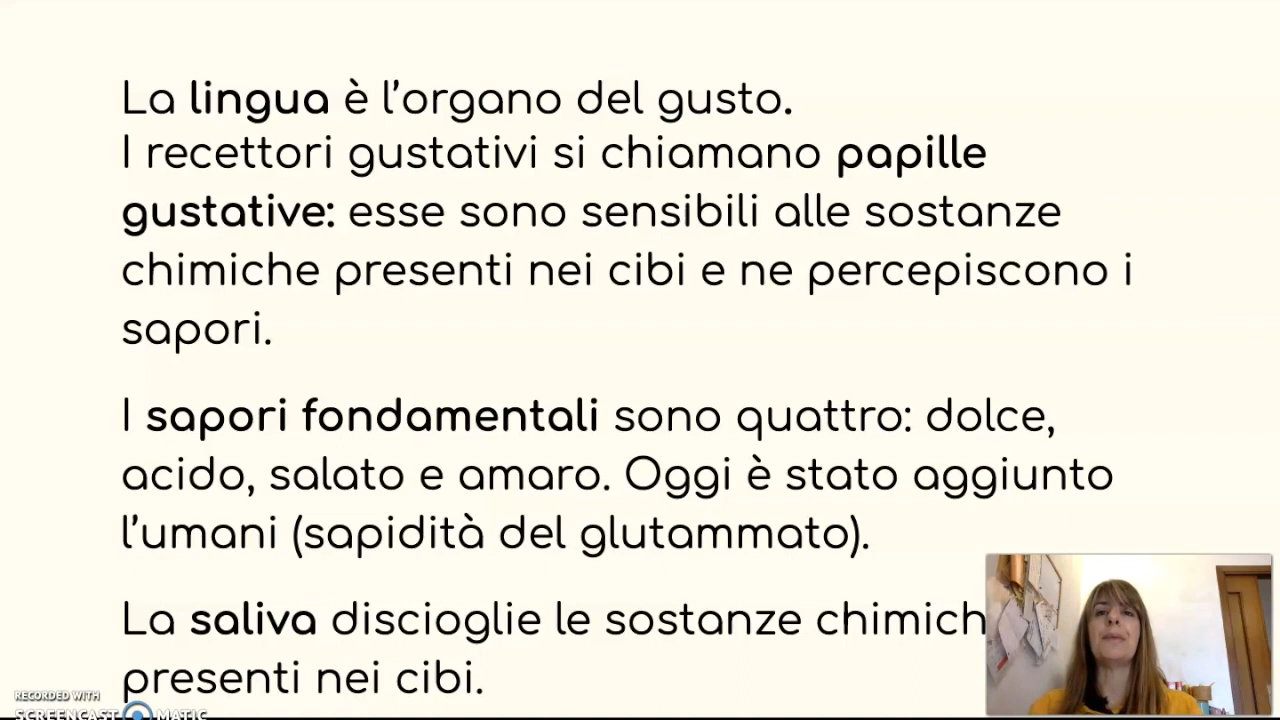 La lingua è l'organo del gusto.
I recettori gustativi si chiamano papille
gustative: esse sono sensibili alle sostanze
chimiche presenti nei cibi e ne percepiscono i
sapori.
I sapori fondamentali sono quattro: dolce,
acido, salato e amaro. Oggi è stato aggiunto
l'umani (sapidità del glutammato).
La saliva discioglie le sostanze chimich
presenti nei cibi.
RECORDED WITH
SCREENCAST MATIC